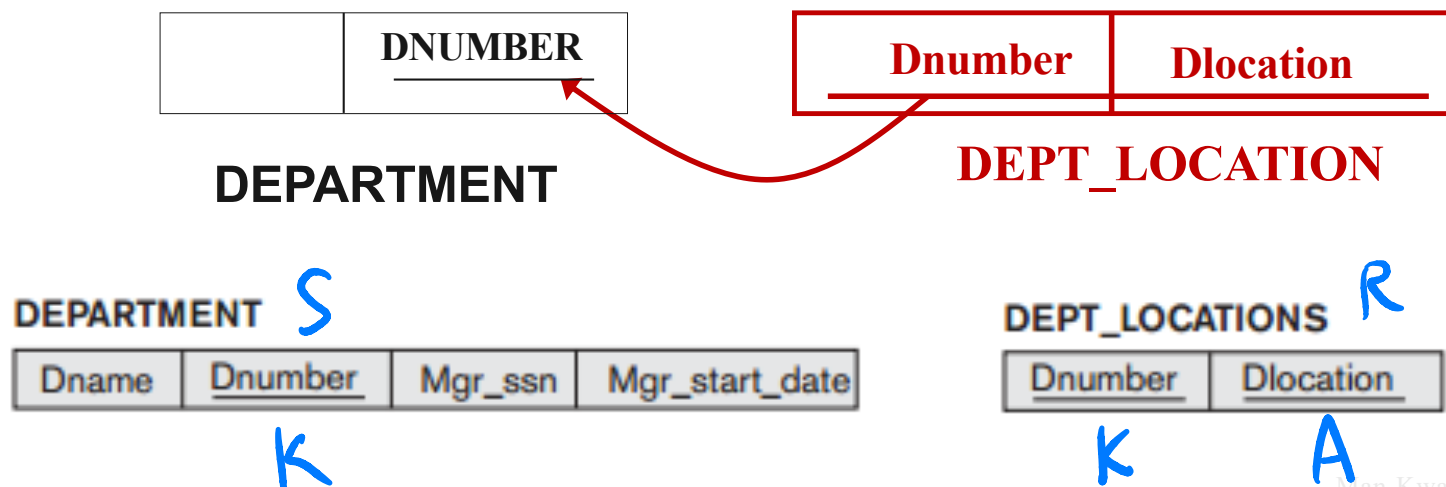 DNUMBER
Dnumber Dlocation
DEPARTMENT
DEPT_LOCATION
DEPARTMENT S
DEPT_LOCATIONS R
Dname Dnumber Mgr_ssn Mgr_start_date
Dnumber Dlocation
K
K A